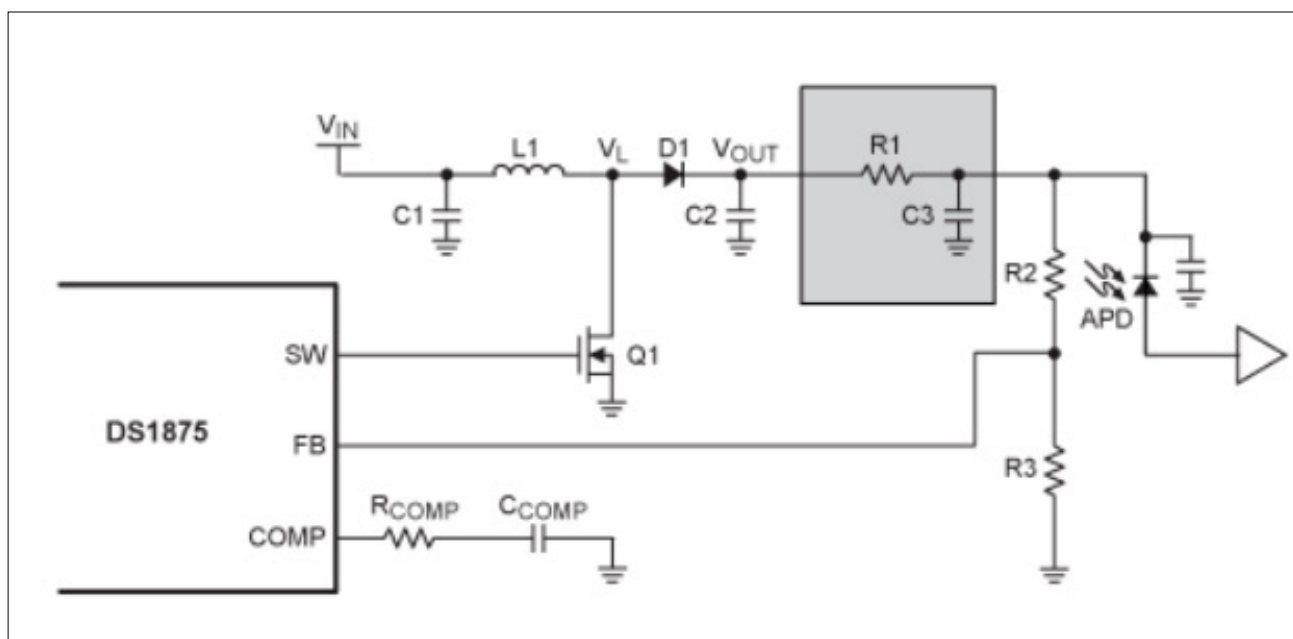 VIN
L1
VL
D1
VOUT
R1
C1
C2
C3
R2
APD
SW
Q1
DS1875
FB
R3
RCOMP
CCOMP
COMP